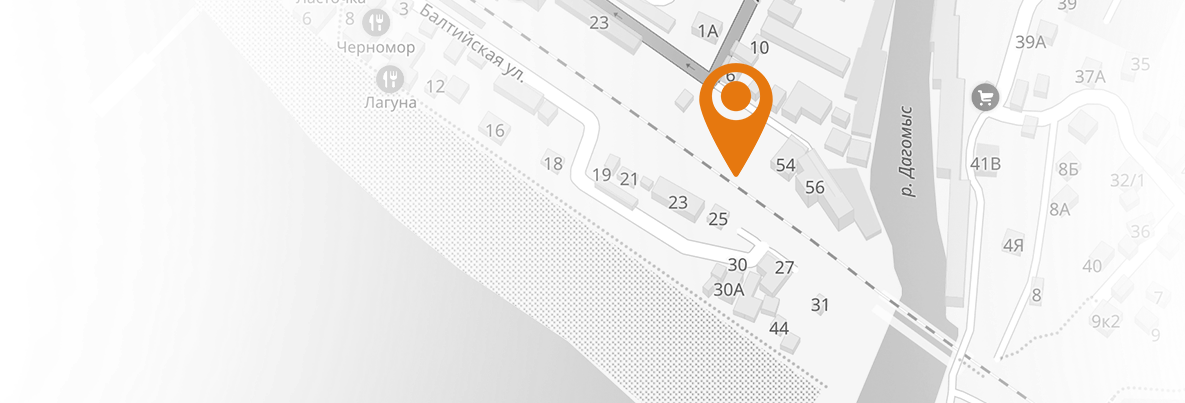 Ласточка
6
8
3
23
1А
10
39
39А
Черномор
Балтийская ул.
6
35
37А
12
Лагуна
16
18
19
21
54
56
р. Дагомыс
41В
8Б
32/1
23
25
8А
36
4Я
30
27
40
30А
8
7
31
44
9к2
9